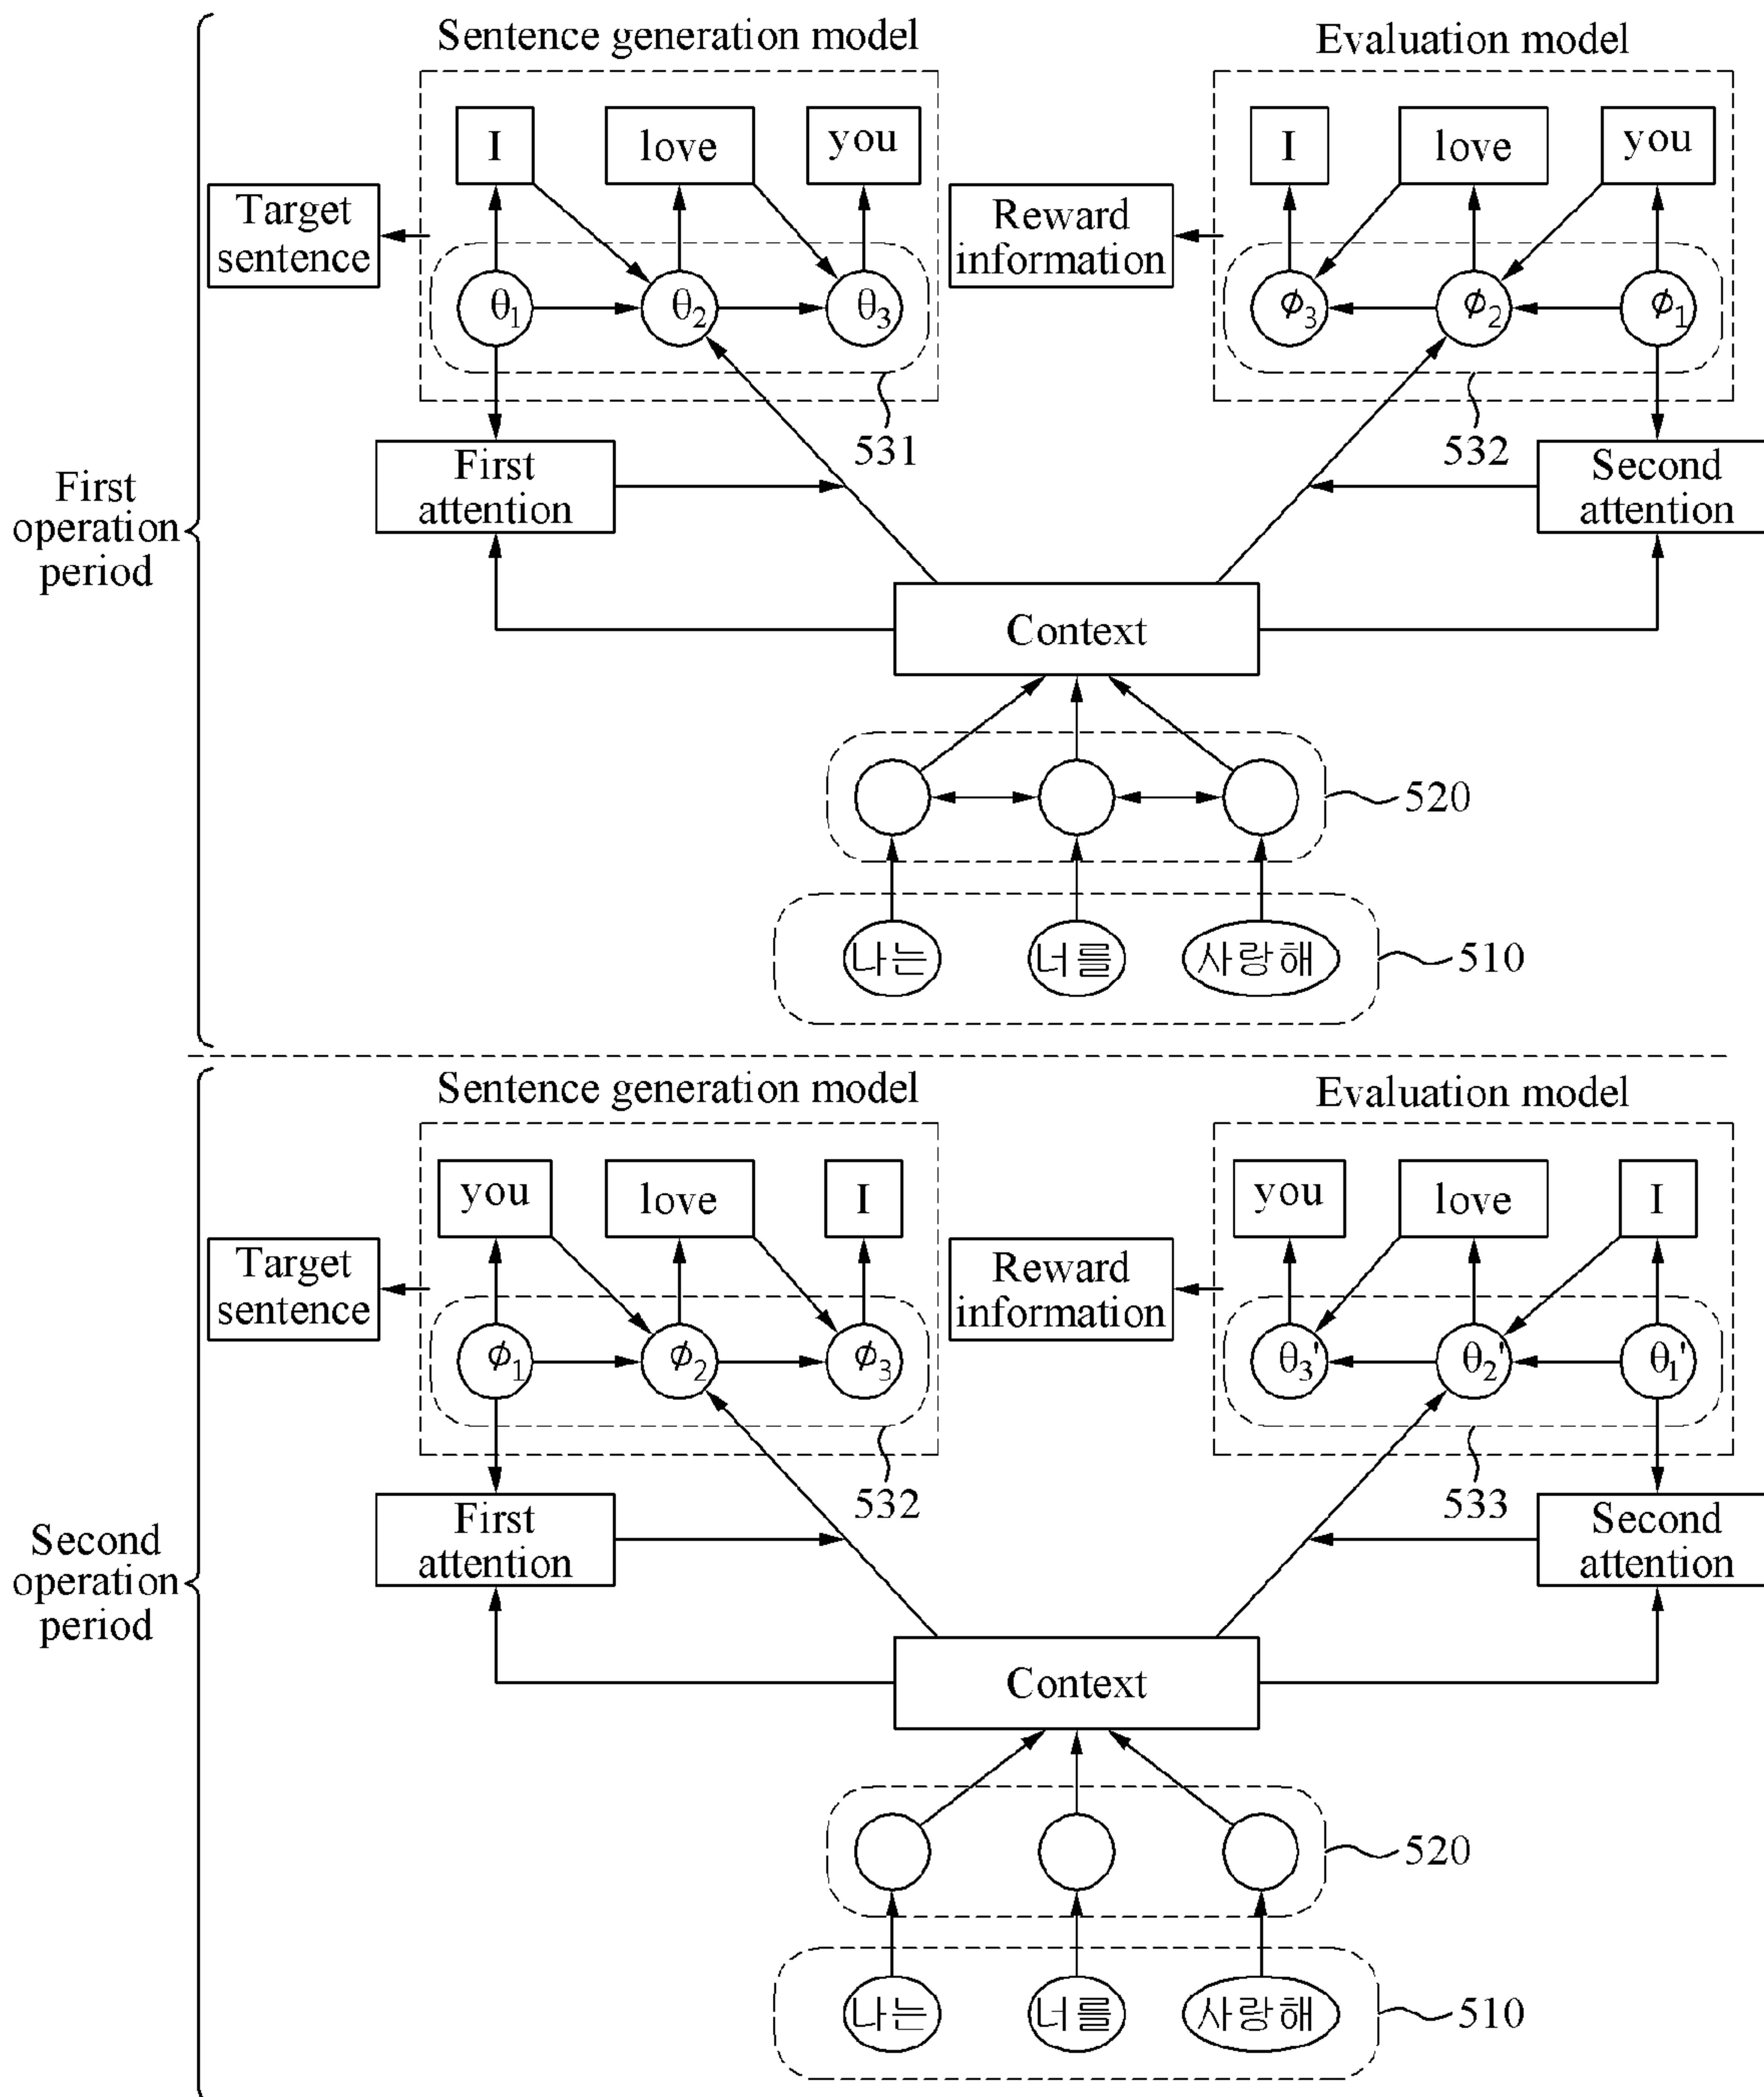 Sentence generation model
Evaluation model
I
love
you
I
love
you
Target
sentence
Reward
information
θ1
θ2
θ3
ϕ3
ϕ2
ϕ1
531
532
First
attention
Second
attention
First
operation
period
Context
520
나는
너를
사랑해
510
Sentence generation model
Evaluation model
you
love
I
you
love
I
Target
sentence
Reward
information
ϕ1
ϕ2
ϕ3
θ3'
θ2'
θ1'
532
533
First
attention
Second
attention
Second
operation
period
Context
520
나는
너를
사랑해
510